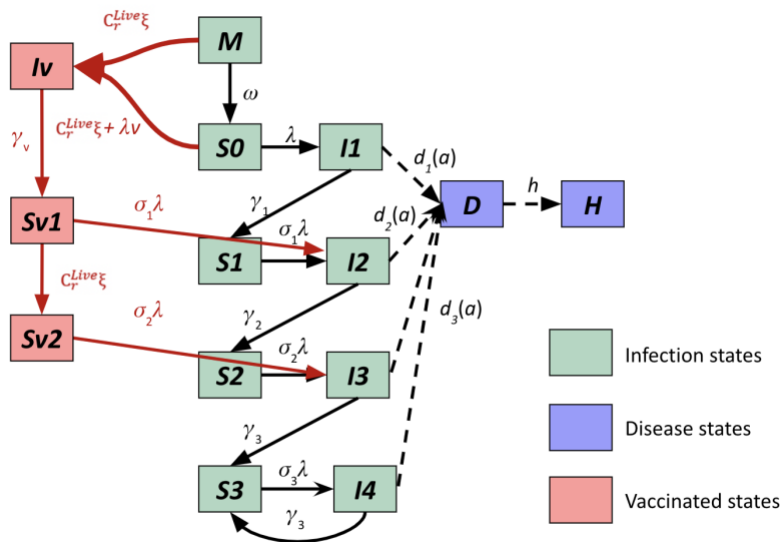 C_r^Live ξ
M
Iv
ω
γ_v
C_r^Live ξ + λv
S0
λ
I1
d_1(a)
γ_1
h
D
H
Sv1
σ_1λ
σ_1λ
d_2(a)
S1
I2
C_r^Live ξ
γ_2
d_3(a)
Sv2
σ_2λ
σ_2λ
S2
I3
Infection states
γ_3
Disease states
S3
σ_3λ
I4
γ_3
Vaccinated states